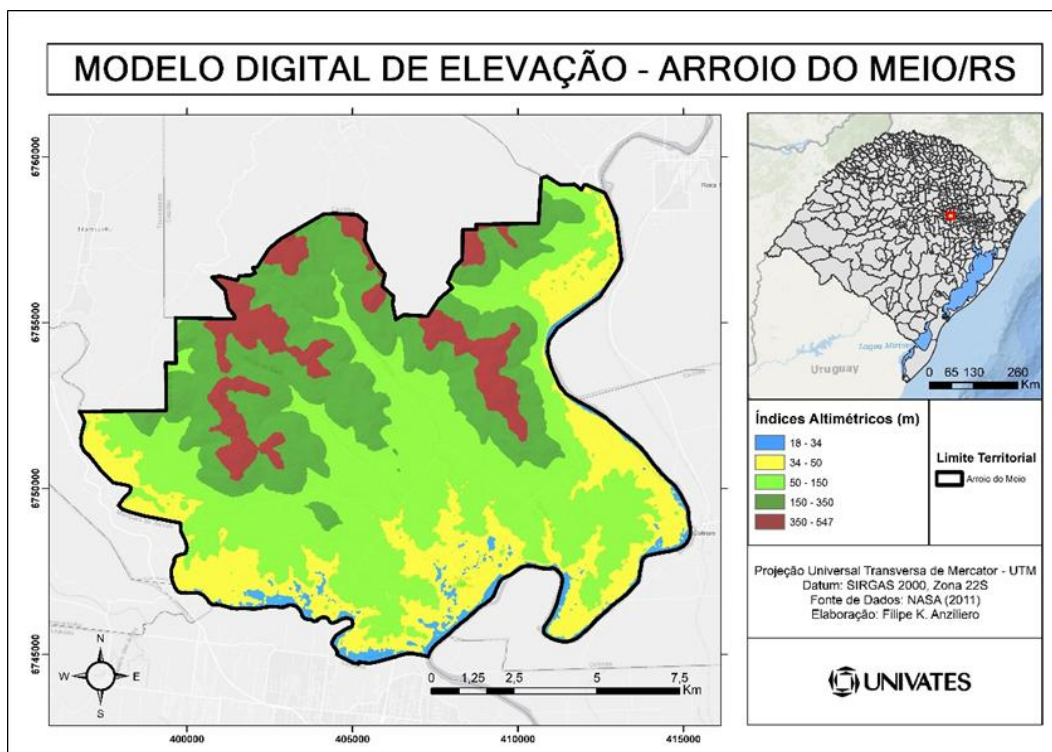 MODELO DIGITAL DE ELEVAÇÃO - ARROIO DO MEIO/RS
6760000
6755000
6750000
6745000
400000
405000
410000
415000
N
W
E
S
0 1,25 2,5 5 7,5
Km
Uruguay
0 65 130 260
Km
Índices Altimétricos (m)
18 - 34
34 - 50
50 - 150
150 - 350
350 - 547
Limite Territorial
Arroio do Meio
Projeção Universal Transversa de Mercator - UTM
Datum: SIRGAS 2000, Zona 22S
Fonte de Dados: NASA (2011)
Elaboração: Filipe K. Anziliero
UNIVATES